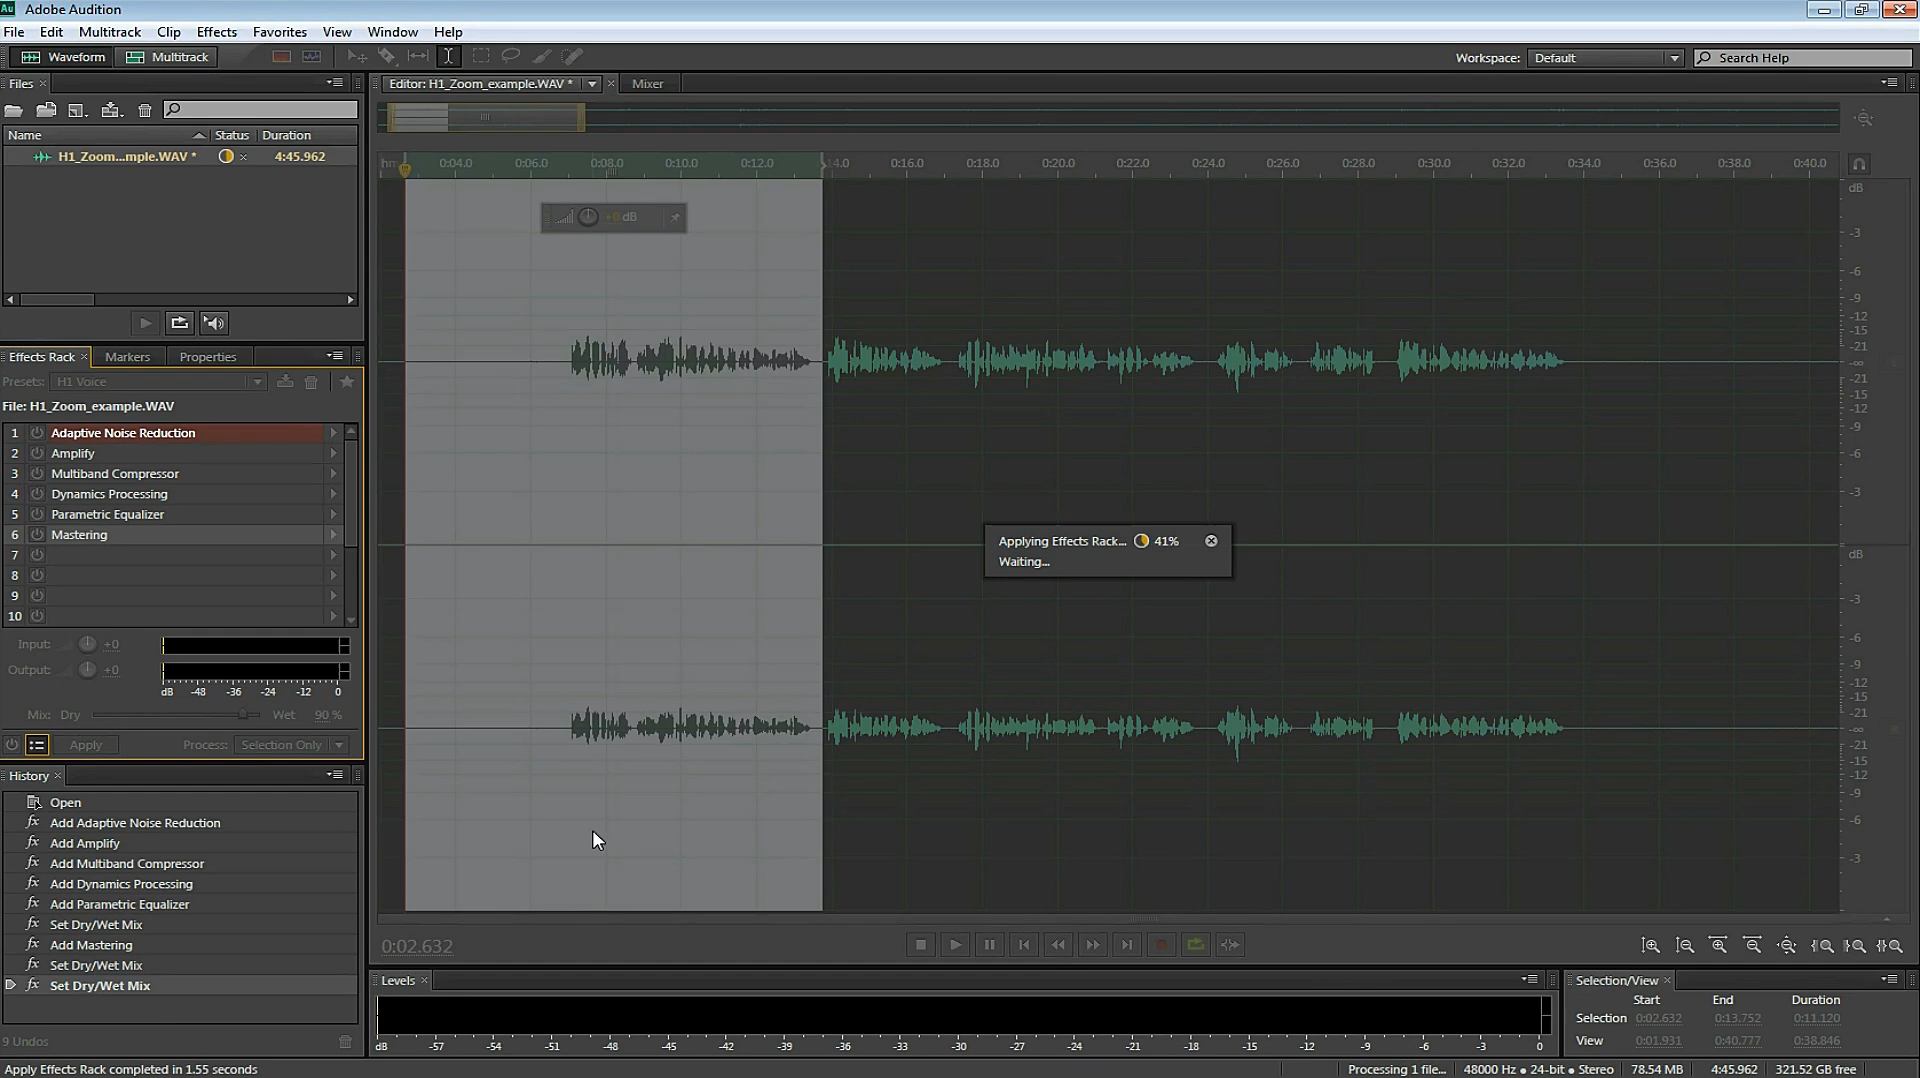 Au Adobe Audition
File Edit Multitrack Clip Effects Favorites View Window Help
Waveform Multitrack Workspace: Default Search Help
Files
Name Status Duration
H1_Zoom...mple.WAV * 4:45.962
Effects Rack Markers Properties
Presets: H1 Voice
File: H1_Zoom_example.WAV
1 Adaptive Noise Reduction
2 Amplify
3 Multiband Compressor
4 Dynamics Processing
5 Parametric Equalizer
6 Mastering
7
8
9
10
Input: +0
Output: +0
dB -48 -36 -24 -12 0
Mix: Dry Wet 90 %
Apply Process: Selection Only
History
Open
fx Add Adaptive Noise Reduction
fx Add Amplify
fx Add Multiband Compressor
fx Add Dynamics Processing
fx Add Parametric Equalizer
fx Set Dry/Wet Mix
fx Add Mastering
fx Set Dry/Wet Mix
fx Set Dry/Wet Mix
9 Undos
Editor: H1_Zoom_example.WAV * Mixer
hm 0:04.0 0:06.0 0:08.0 0:10.0 0:12.0 14.0 0:16.0 0:18.0 0:20.0 0:22.0 0:24.0 0:26.0 0:28.0 0:30.0 0:32.0 0:34.0 0:36.0 0:38.0 0:40.0
+0 dB
dB
-3
-6
-9
-12
-15
-21
-∞
-21
-15
-12
-9
-6
-3
dB
-3
-6
-9
-12
-15
-21
-∞
-21
-15
-12
-9
-6
-3
Applying Effects Rack... 41%
Waiting...
0:02.632
Levels
dB -57 -54 -51 -48 -45 -42 -39 -36 -33 -30 -27 -24 -21 -18 -15 -12 -9 -6 -3 0
Selection/View
Start End Duration
Selection 0:02.632 0:13.752 0:11.120
View 0:01.931 0:40.777 0:38.846
Apply Effects Rack completed in 1.55 seconds
Processing 1 file... 48000 Hz • 24-bit • Stereo 78.54 MB 4:45.962 321.52 GB free